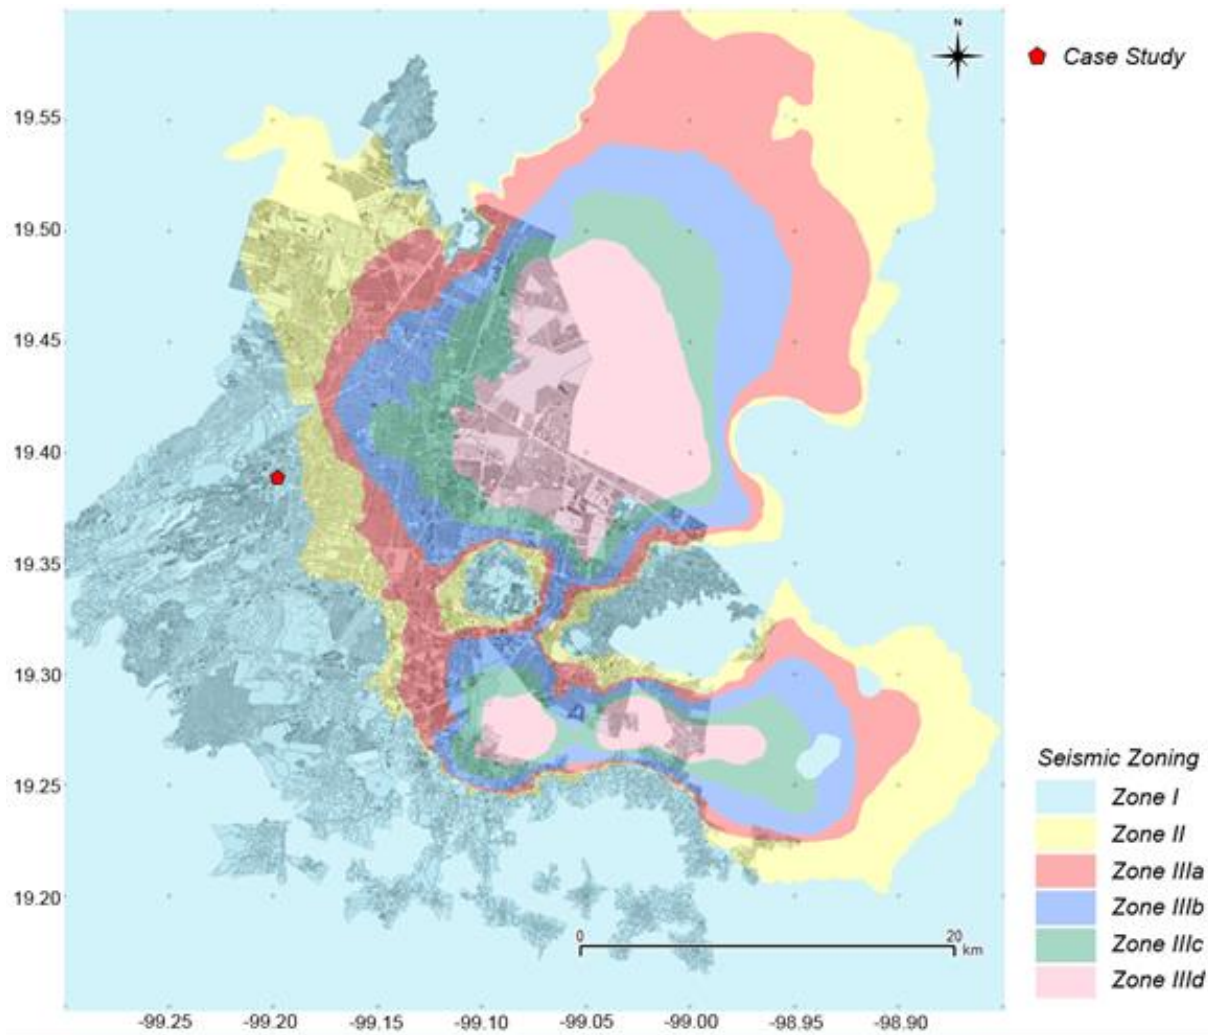 N
Case Study
19.55
19.50
19.45
19.40
19.35
19.30
19.25
19.20
Seismic Zoning
Zone I
Zone II
Zone IIIa
Zone IIIb
Zone IIIc
Zone IIId
0 20
km
-99.25 -99.20 -99.15 -99.10 -99.05 -99.00 -98.95 -98.90